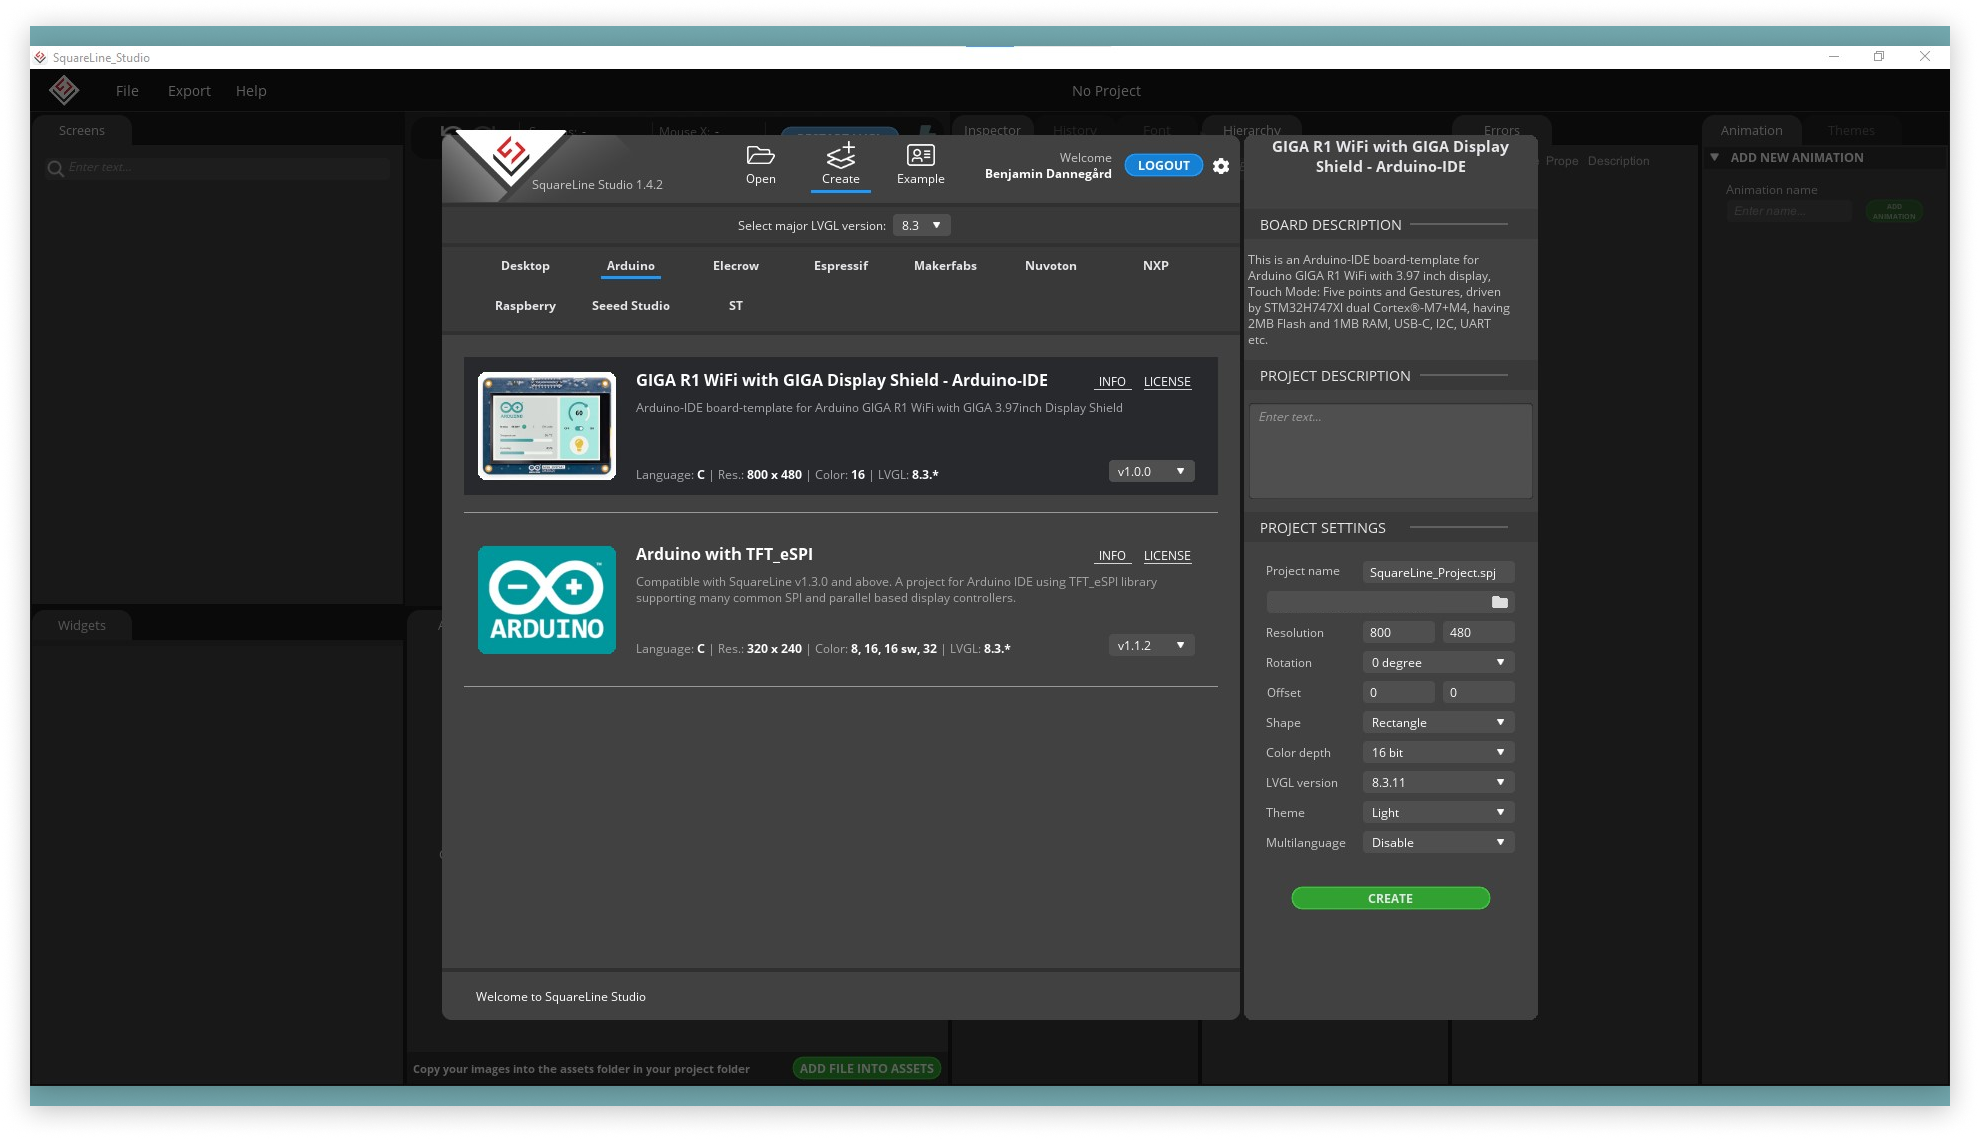 SquareLine_Studio
File Export Help
No Project
Screens
Enter text...
Mouse X: -
Inspector
History
Font
Hierarchy
Errors
Animation
Themes
Prope
Description
ADD NEW ANIMATION
Animation name
Enter name...
ADD
ANIMATION
SquareLine Studio 1.4.2
Open
Create
Example
Welcome
Benjamin Dannegård
LOGOUT
Select major LVGL version: 8.3
Desktop Arduino Elecrow Espressif Makerfabs Nuvoton NXP
Raspberry Seeed Studio ST
GIGA R1 WiFi with GIGA Display Shield - Arduino-IDE
INFO LICENSE
Arduino-IDE board-template for Arduino GIGA R1 WiFi with GIGA 3.97inch Display Shield
Language: C | Res.: 800 x 480 | Color: 16 | LVGL: 8.3.*
v1.0.0
Arduino with TFT_eSPI
INFO LICENSE
Compatible with SquareLine v1.3.0 and above. A project for Arduino IDE using TFT_eSPI library
supporting many common SPI and parallel based display controllers.
ARDUINO
Language: C | Res.: 320 x 240 | Color: 8, 16, 16 sw, 32 | LVGL: 8.3.*
v1.1.2
Welcome to SquareLine Studio
GIGA R1 WiFi with GIGA Display
Shield - Arduino-IDE
BOARD DESCRIPTION
This is an Arduino-IDE board-template for
Arduino GIGA R1 WiFi with 3.97 inch display,
Touch Mode: Five points and Gestures, driven
by STM32H747XI dual Cortex®-M7+M4, having
2MB Flash and 1MB RAM, USB-C, I2C, UART
etc.
PROJECT DESCRIPTION
Enter text...
PROJECT SETTINGS
Project name SquareLine_Project.spj
Resolution 800 480
Rotation 0 degree
Offset 0 0
Shape Rectangle
Color depth 16 bit
LVGL version 8.3.11
Theme Light
Multilanguage Disable
CREATE
Widgets
Copy your images into the assets folder in your project folder
ADD FILE INTO ASSETS